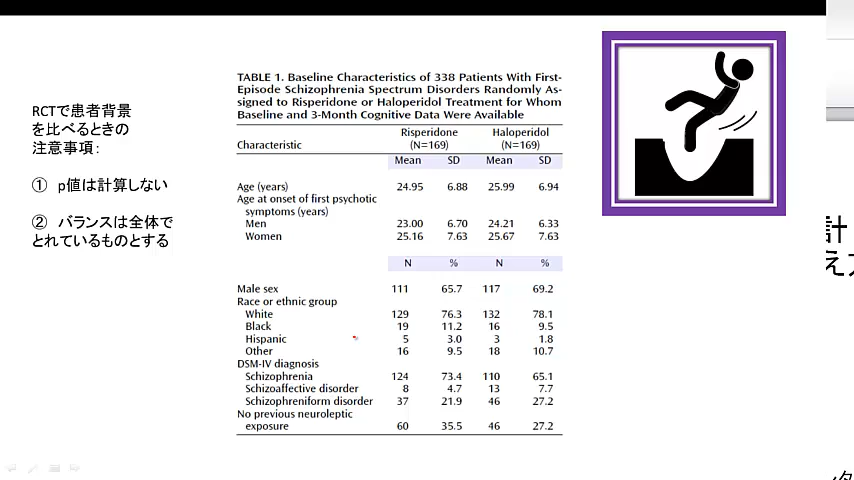 RCTで患者背景
を比べるときの
注意事項：
① p値は計算しない
② バランスは全体で
とれているものとする
TABLE 1. Baseline Characteristics of 338 Patients With First-
Episode Schizophrenia Spectrum Disorders Randomly As-
signed to Risperidone or Haloperidol Treatment for Whom
Baseline and 3-Month Cognitive Data Were Available
Risperidone Haloperidol
Characteristic (N=169) (N=169)
Mean SD Mean SD
Age (years) 24.95 6.88 25.99 6.94
Age at onset of first psychotic
symptoms (years)
Men 23.00 6.70 24.21 6.33
Women 25.16 7.63 25.67 7.63
N % N %
Male sex 111 65.7 117 69.2
Race or ethnic group
White 129 76.3 132 78.1
Black 19 11.2 16 9.5
Hispanic 5 3.0 3 1.8
Other 16 9.5 18 10.7
DSM-IV diagnosis
Schizophrenia 124 73.4 110 65.1
Schizoaffective disorder 8 4.7 13 7.7
Schizophreniform disorder 37 21.9 46 27.2
No previous neuroleptic
exposure 60 35.5 46 27.2
計
え